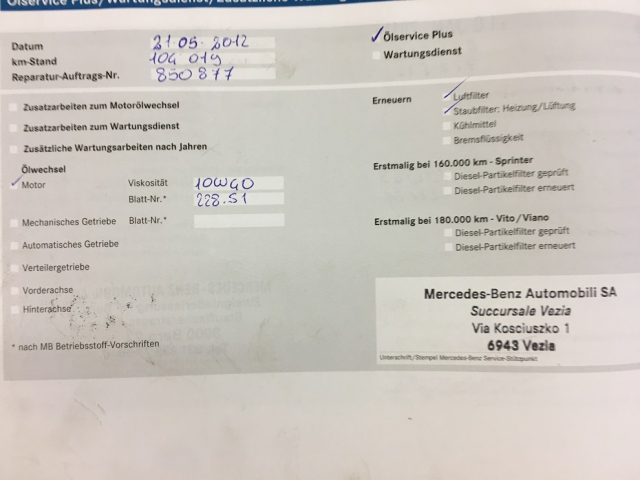 Ölservice Plus/Wartungsdienst/Zusätzliche
Datum 21.05.2012
km-Stand 104 019
Reparatur-Auftrags-Nr. 850877
Ölservice Plus
Wartungsdienst
Zusatzarbeiten zum Motorölwechsel
Zusatzarbeiten zum Wartungsdienst
Zusätzliche Wartungsarbeiten nach Jahren
Erneuern
Luftfilter
Staubfilter: Heizung/Lüftung
Kühlmittel
Bremsflüssigkeit
Ölwechsel
Motor Viskosität 10W40
Blatt-Nr.* 228.51
Mechanisches Getriebe Blatt-Nr.*
Automatisches Getriebe
Verteilergetriebe
Vorderachse
Hinterachse
Erstmalig bei 160.000 km - Sprinter
Diesel-Partikelfilter geprüft
Diesel-Partikelfilter erneuert
Erstmalig bei 180.000 km - Vito/Viano
Diesel-Partikelfilter geprüft
Diesel-Partikelfilter erneuert
Mercedes-Benz Automobili SA
Succursale Vezia
Via Kosciuszko 1
6943 Vezia
Unterschrift/Stempel Mercedes-Benz Service-Stützpunkt
* nach MB Betriebsstoff-Vorschriften